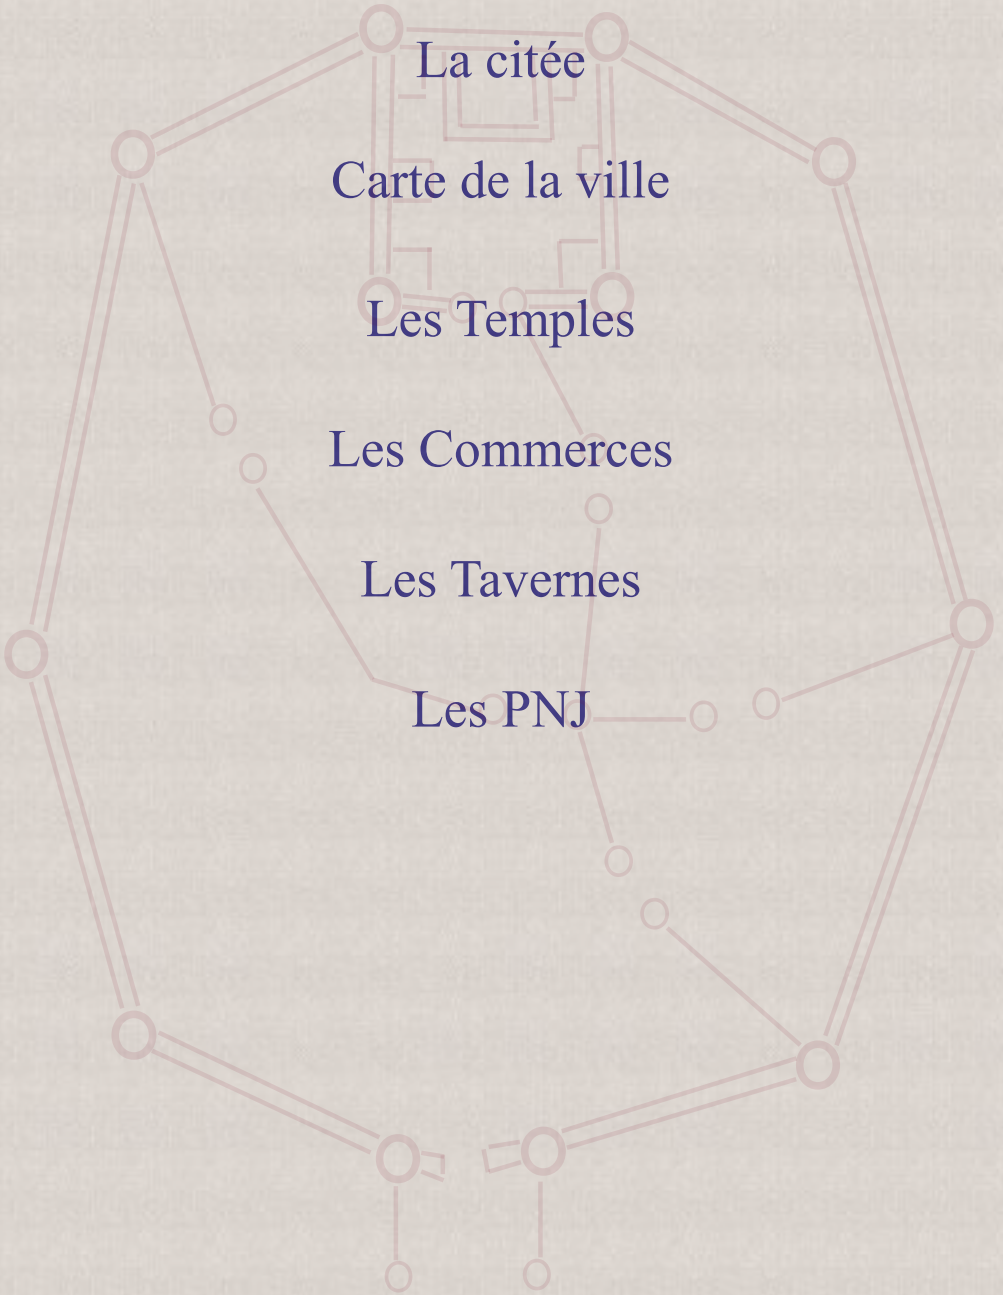 La citée
Carte de la ville
Les Temples
Les Commerces
Les Tavernes
Les PNJ